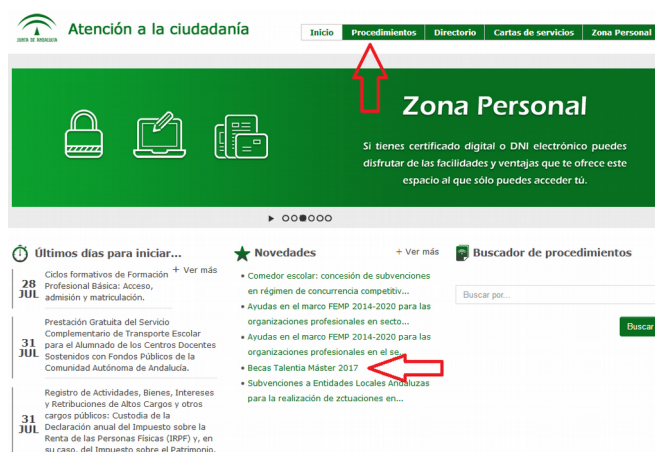 JUNTA DE ANDALUCIA
Atención a la ciudadanía
Inicio Procedimientos Directorio Cartas de servicios Zona Personal
Zona Personal
Si tienes certificado digital o DNI electrónico puedes
disfrutar de las facilidades y ventajas que te ofrece este
espacio al que sólo puedes acceder tú.
Últimos días para iniciar...
+ Ver más
28 JUL
Ciclos formativos de Formación
Profesional Básica: Acceso,
admisión y matriculación.
31 JUL
Prestación Gratuita del Servicio
Complementario de Transporte Escolar
para el Alumnado de los Centros Docentes
Sostenidos con Fondos Públicos de la
Comunidad Autónoma de Andalucía.
31 JUL
Registro de Actividades, Bienes, Intereses
y Retribuciones de Altos Cargos y otros
cargos públicos: Custodia de la
Declaración anual del Impuesto sobre la
Renta de las Personas Físicas (IRPF) y, en
su caso, del Impuesto sobre el Patrimonio.
Novedades
+ Ver más
• Comedor escolar: concesión de subvenciones
en régimen de concurrencia competitiv...
• Ayudas en el marco FEMP 2014-2020 para las
organizaciones profesionales en secto...
• Ayudas en el marco FEMP 2014-2020 para las
organizaciones profesionales en el se...
• Becas Talentia Máster 2017
• Subvenciones a Entidades Locales Andaluzas
para la realización de zctuaciones en...
Buscador de procedimientos
Buscar por...
Buscar